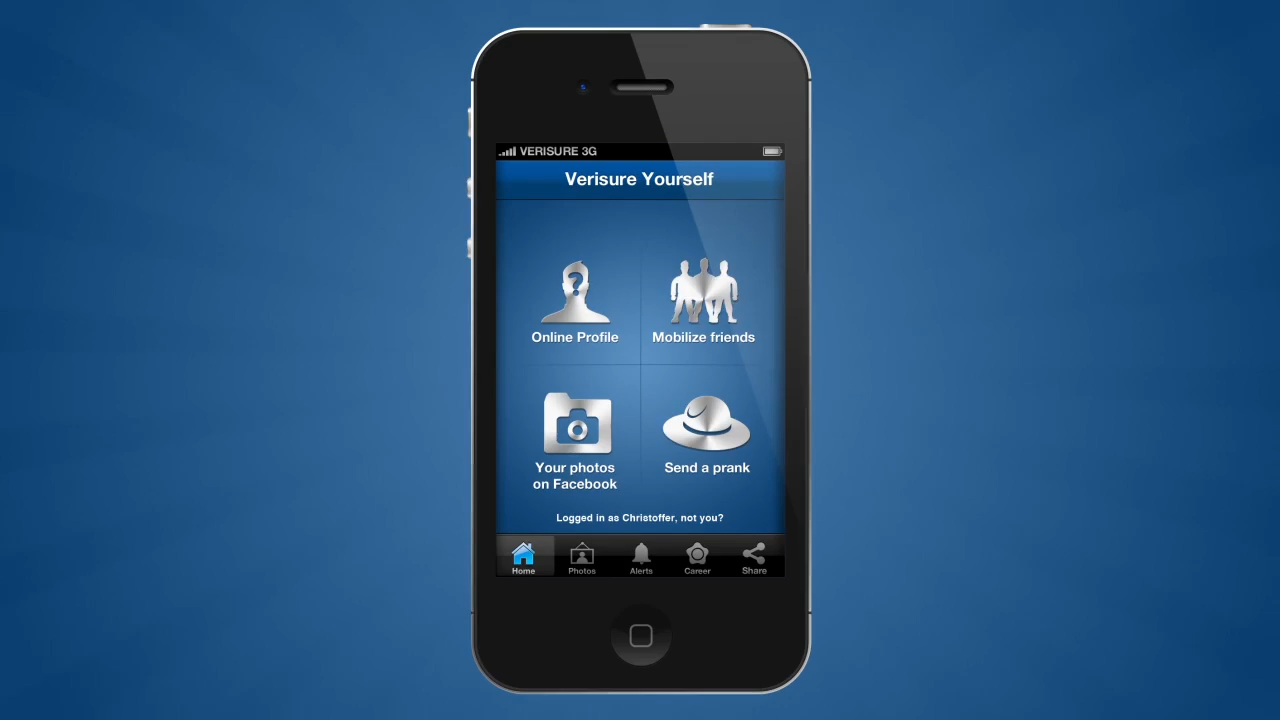 VERISURE 3G
Verisure Yourself
?
Online Profile
Mobilize friends
Your photos
on Facebook
Send a prank
Logged in as Christoffer, not you?
Home
Photos
Alerts
Career
Share